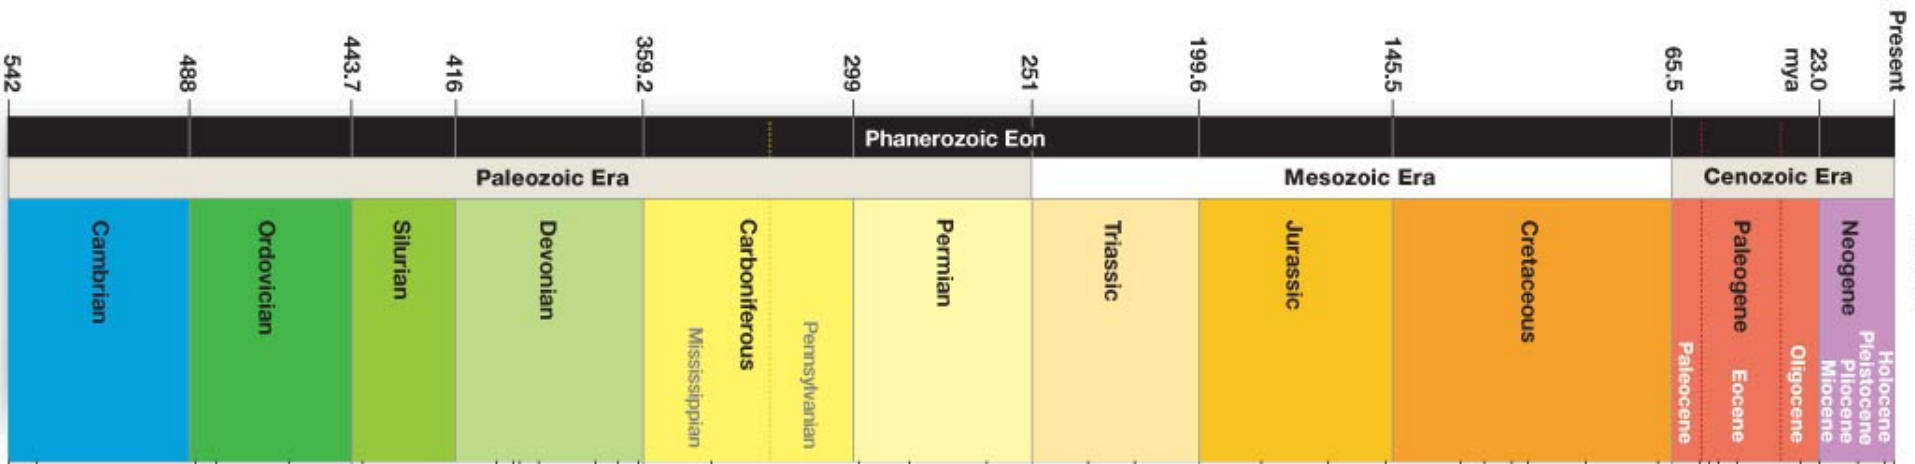 542
488
443.7
416
359.2
299
251
199.6
145.5
65.5
mya
23.0
Present
Phanerozoic Eon
Paleozoic Era
Mesozoic Era
Cenozoic Era
Cambrian
Ordovician
Silurian
Devonian
Carboniferous
Mississippian
Pennsylvanian
Permian
Triassic
Jurassic
Cretaceous
Paleogene
Paleocene
Eocene
Oligocene
Neogene
Miocene
Pliocene
Pleistocene
Holocene